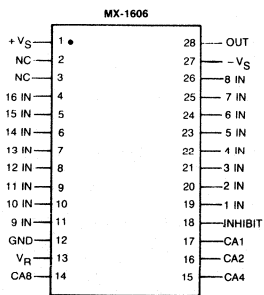 MX-1606
+VS 1 28 OUT
NC 2 27 -VS
NC 3 26 8 IN
16 IN 4 25 7 IN
15 IN 5 24 6 IN
14 IN 6 23 5 IN
13 IN 7 22 4 IN
12 IN 8 21 3 IN
11 IN 9 20 2 IN
10 IN 10 19 1 IN
9 IN 11 18 INHIBIT
GND 12 17 CA1
VR 13 16 CA2
CA8 14 15 CA4